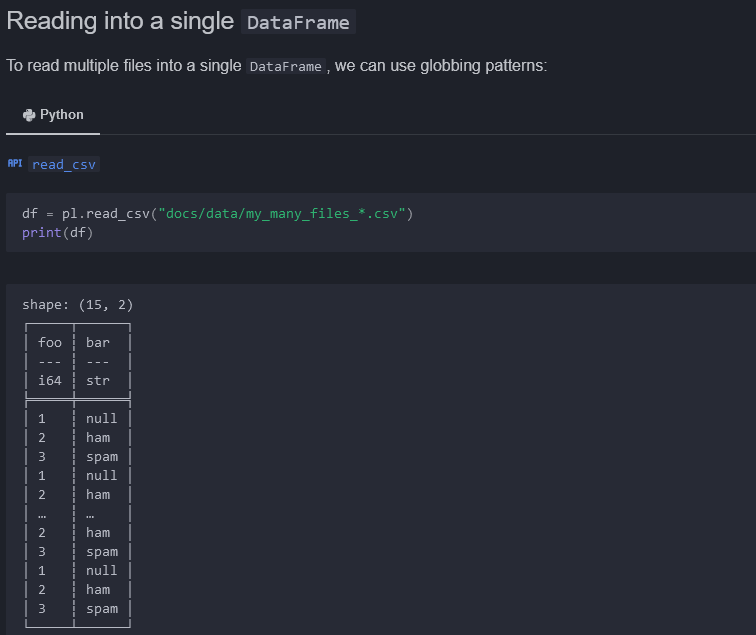 Reading into a single DataFrame
To read multiple files into a single DataFrame, we can use globbing patterns:
Python
API read_csv
df = pl.read_csv("docs/data/my_many_files_*.csv")
print(df)
shape: (15, 2)
┌─────┬──────┐
│ foo ┆ bar  │
│ --- ┆ ---  │
│ i64 ┆ str  │
╞═════╪══════╡
│ 1   ┆ null │
│ 2   ┆ ham  │
│ 3   ┆ spam │
│ 1   ┆ null │
│ 2   ┆ ham  │
│ …   ┆ …    │
│ 2   ┆ ham  │
│ 3   ┆ spam │
│ 1   ┆ null │
│ 2   ┆ ham  │
│ 3   ┆ spam │
└─────┴──────┘